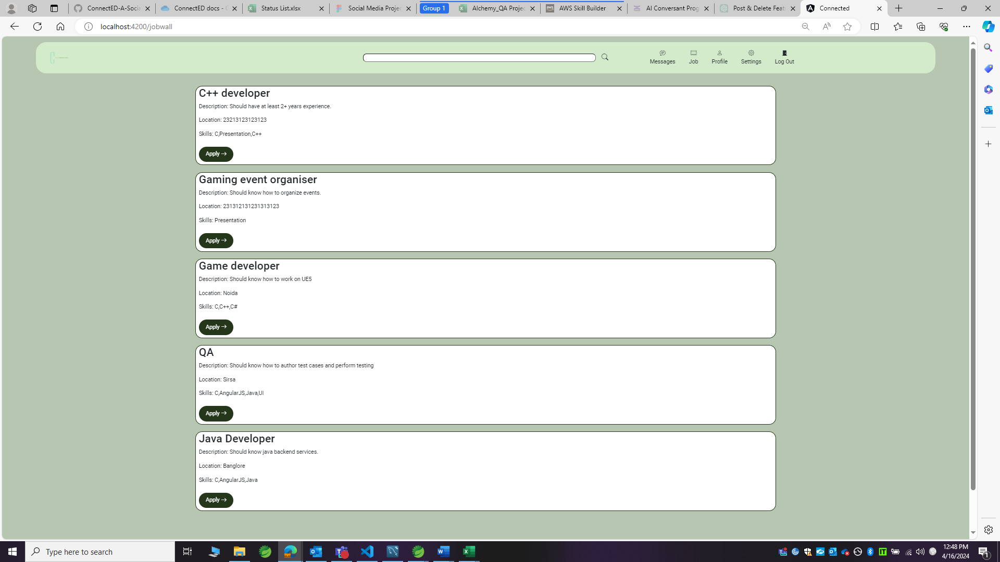 ConnectED-A-Socia
ConnectED docs - 
Status List.xlsx
Social Media Projec
Group 1
Alchemy_QA Projec
AWS Skill Builder
AI Conversant Prog
Post & Delete Featu
Connected
localhost:4200/jobwall
Messages
Job
Profile
Settings
Log Out
C++ developer
Description: Should have at least 2+ years experience.
Location: 23213123123123
Skills: C,Presentation,C++
Apply →
Gaming event organiser
Description: Should know how to organize events.
Location: 231312131231313123
Skills: Presentation
Apply →
Game developer
Description: Should know how to work on UE5
Location: Noida
Skills: C,C++,C#
Apply →
QA
Description: Should know how to author test cases and perform testing
Location: Sirsa
Skills: C,AngularJS,Java,UI
Apply →
Java Developer
Description: Should know java backend services.
Location: Banglore
Skills: C,AngularJS,Java
Apply →
Type here to search
12:48 PM
4/16/2024